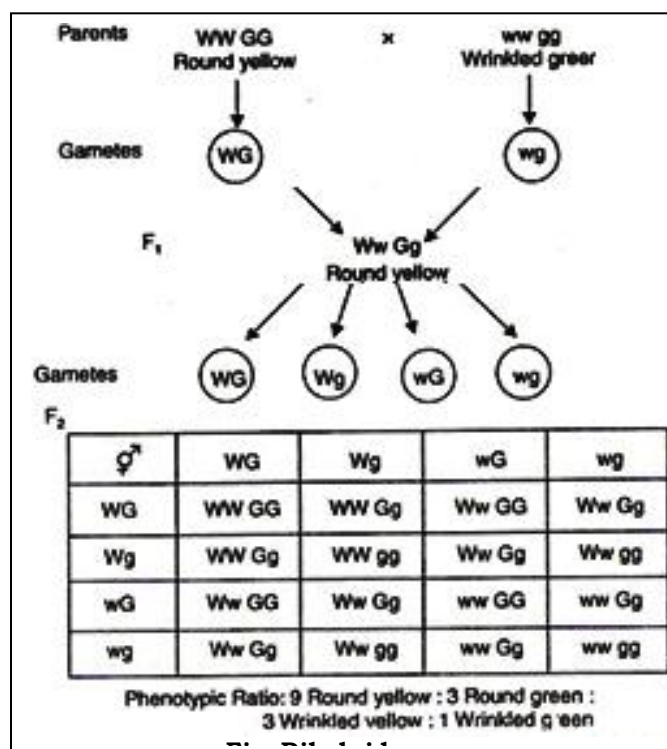 Parents WW GG × ww gg
Round yellow Wrinkled greer
Gametes WG wg
F₁ Ww Gg
Round yellow
Gametes WG Wg wG wg
F₂
⚥ WG Wg wG wg
WG WW GG WW Gg Ww GG Ww Gg
Wg WW Gg WW gg Ww Gg Ww gg
wG Ww GG Ww Gg ww GG ww Gg
wg Ww Gg Ww gg ww Gg ww gg
Phenotypic Ratio: 9 Round yellow : 3 Round green :
3 Wrinkled yellow : 1 Wrinkled green